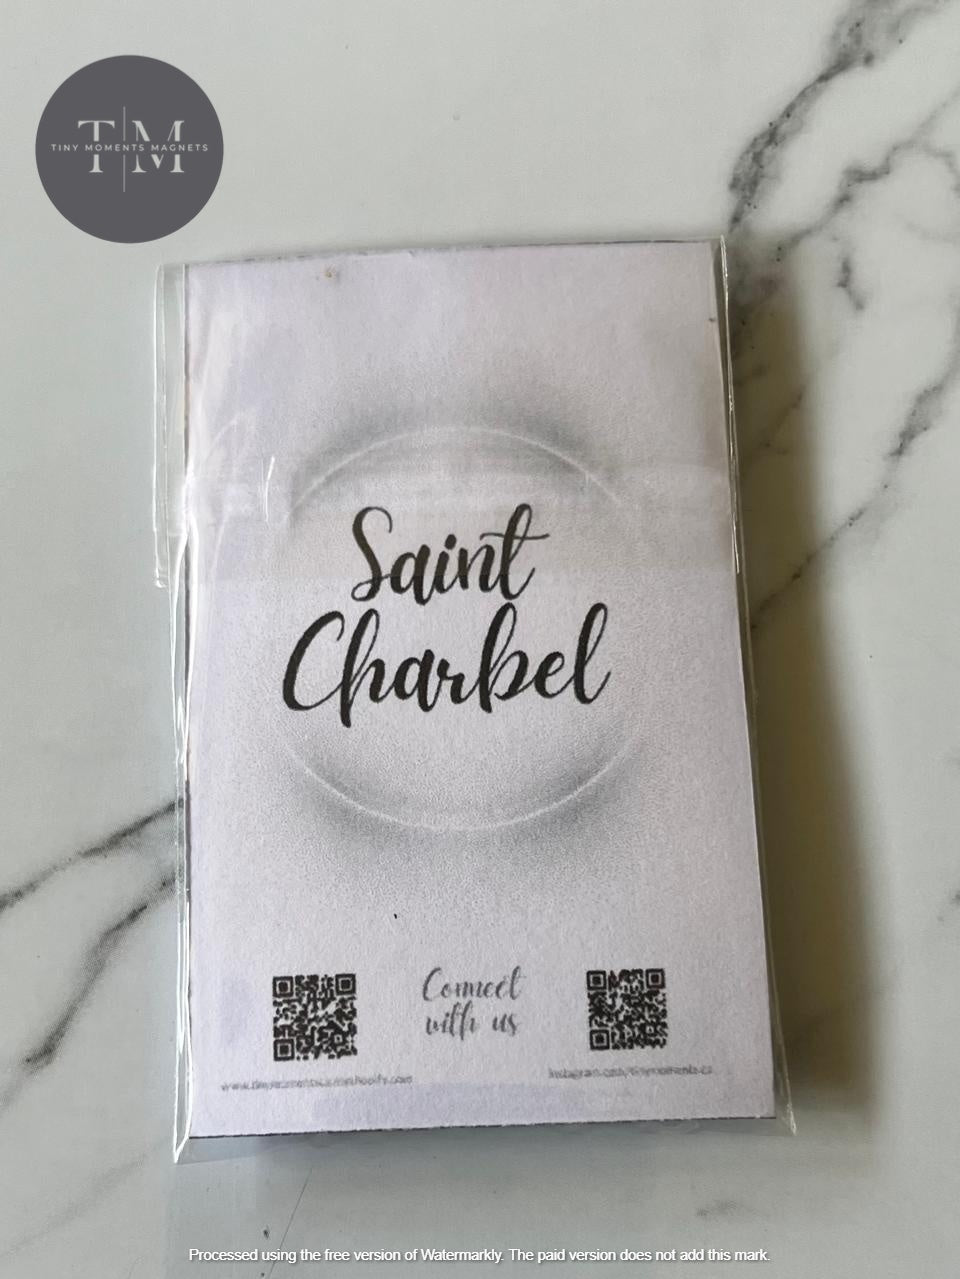 T|M
TINY MOMENTS MAGNETS
Saint
Charbel
Connect
with us
Processed using the free version of Watermarkly. The paid version does not add this mark.